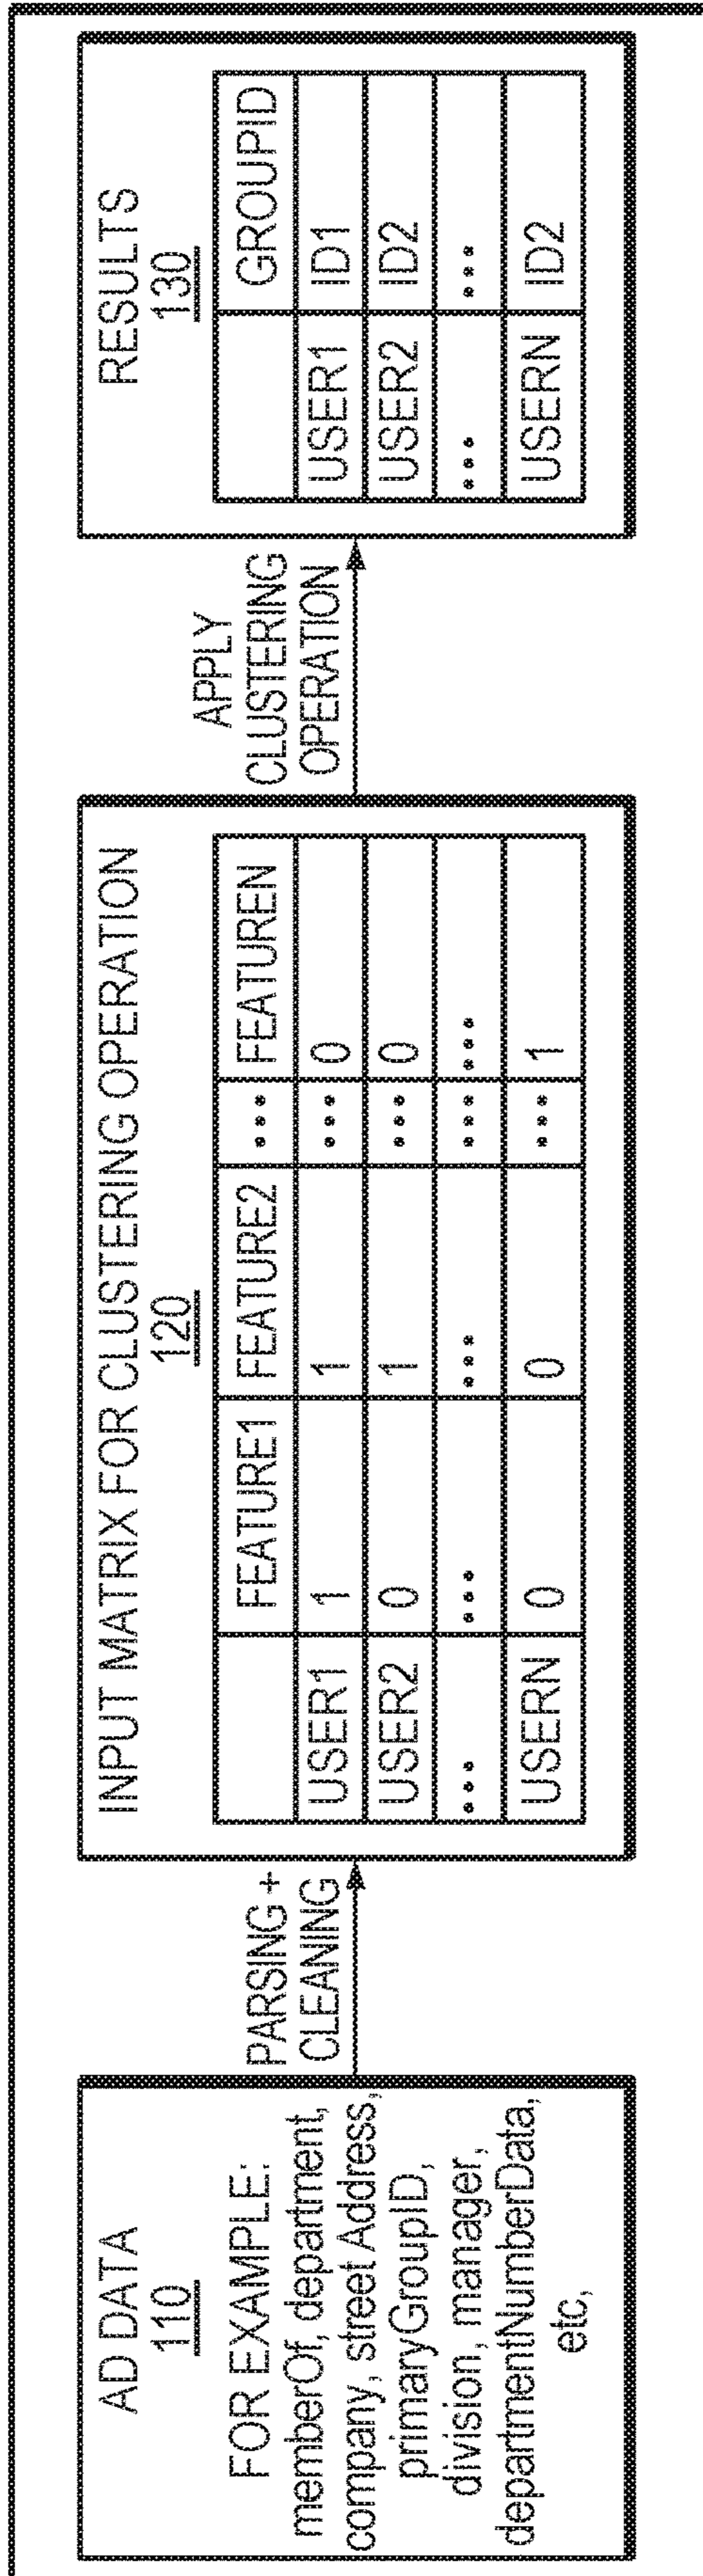 AD DATA
110
FOR EXAMPLE:
memberOf, department,
company, street Address,
primaryGroupID,
division, manager,
departmentNumberData,
etc,
PARSING +
CLEANING
INPUT MATRIX FOR CLUSTERING OPERATION
120
FEATURE1 FEATURE2 ... FEATUREN
USER1 1 1 ... 0
USER2 0 1 ... 0
... ... ... ... ...
USERN 0 0 ... 1
APPLY
CLUSTERING
OPERATION
RESULTS
130
GROUPID
USER1 ID1
USER2 ID2
... ...
USERN ID2